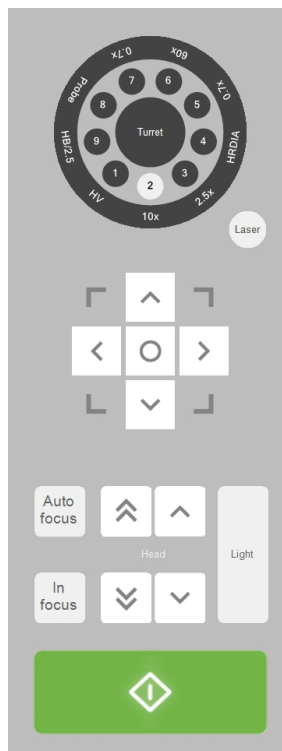 0.7x
60x
Probe
0.7x
HB/2.5
HRDIA
HV
10x
2.5x
7
6
8
5
9
4
1
2
3
Turret
Laser
Auto
focus
Head
Light
In
focus